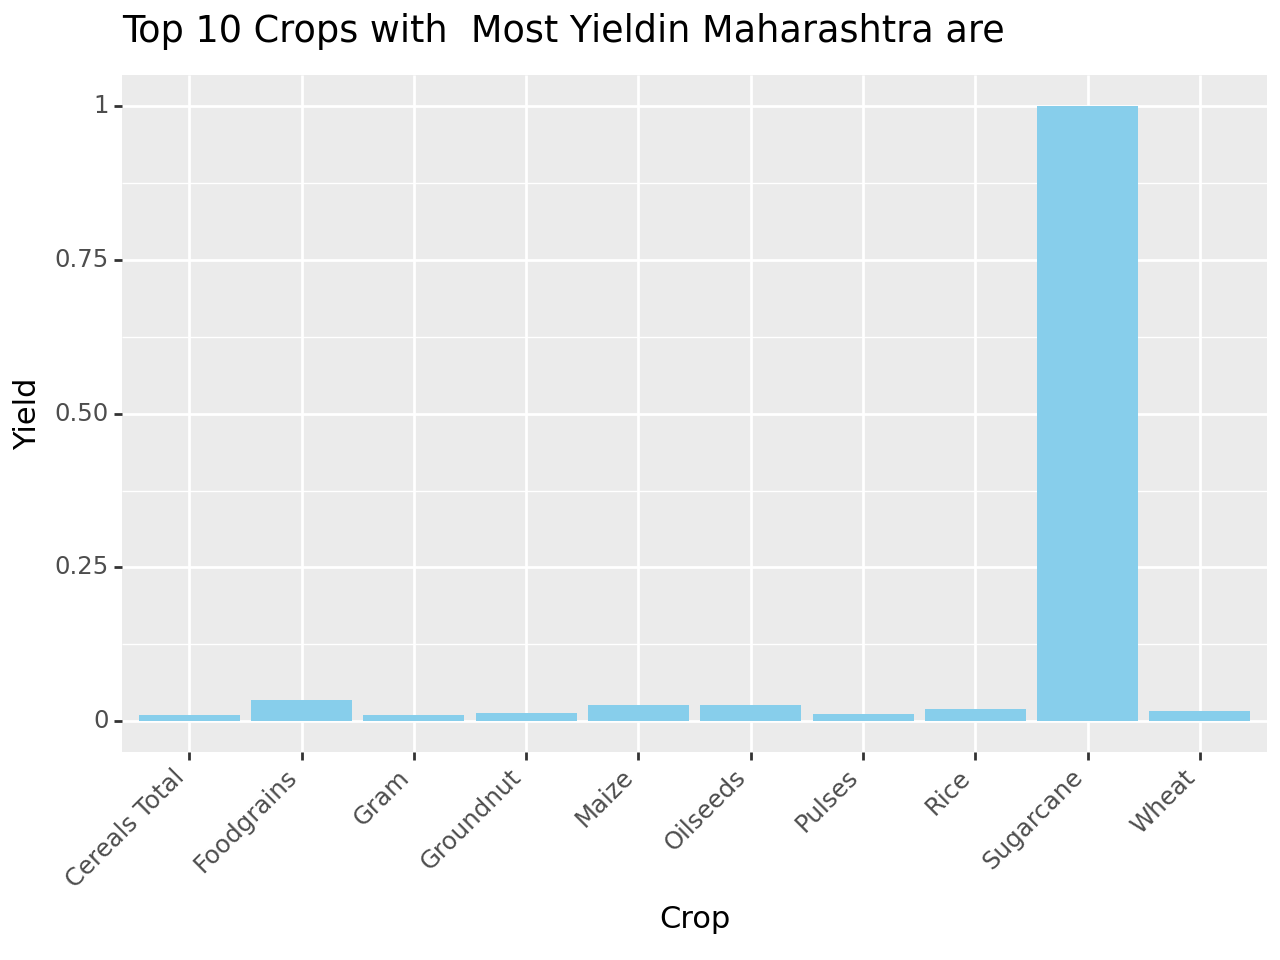 Top 10 Crops with  Most Yieldin Maharashtra are
1
0.75
0.50
0.25
0
Yield
Cereals Total
Foodgrains
Gram
Groundnut
Maize
Oilseeds
Pulses
Rice
Sugarcane
Wheat
Crop